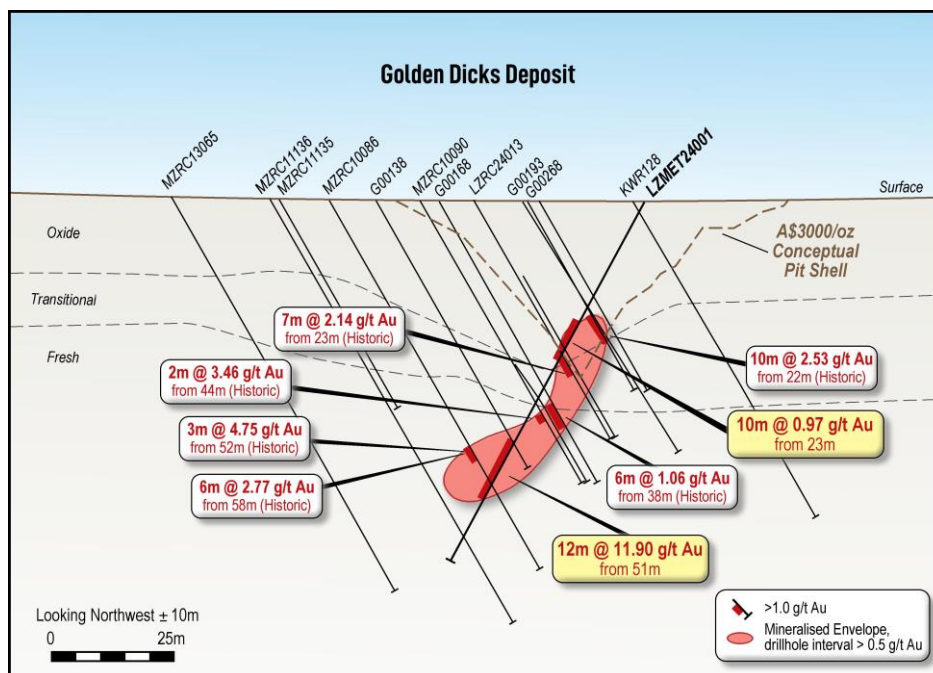 Golden Dicks Deposit
MZRC13065
MZRC11136
MZRC11135
MZRC10086
G00138
MZRC10090
G00168
LZRC24013
G00193
G00268
KWR128
LZMET24001
Surface
Oxide
A$3000/oz
Conceptual
Pit Shell
Transitional
Fresh
7m @ 2.14 g/t Au
from 23m (Historic)
10m @ 2.53 g/t Au
from 22m (Historic)
2m @ 3.46 g/t Au
from 44m (Historic)
10m @ 0.97 g/t Au
from 23m
3m @ 4.75 g/t Au
from 52m (Historic)
6m @ 2.77 g/t Au
from 58m (Historic)
6m @ 1.06 g/t Au
from 38m (Historic)
12m @ 11.90 g/t Au
from 51m
Looking Northwest ± 10m
0 25m
>1.0 g/t Au
Mineralised Envelope,
drillhole interval > 0.5 g/t Au